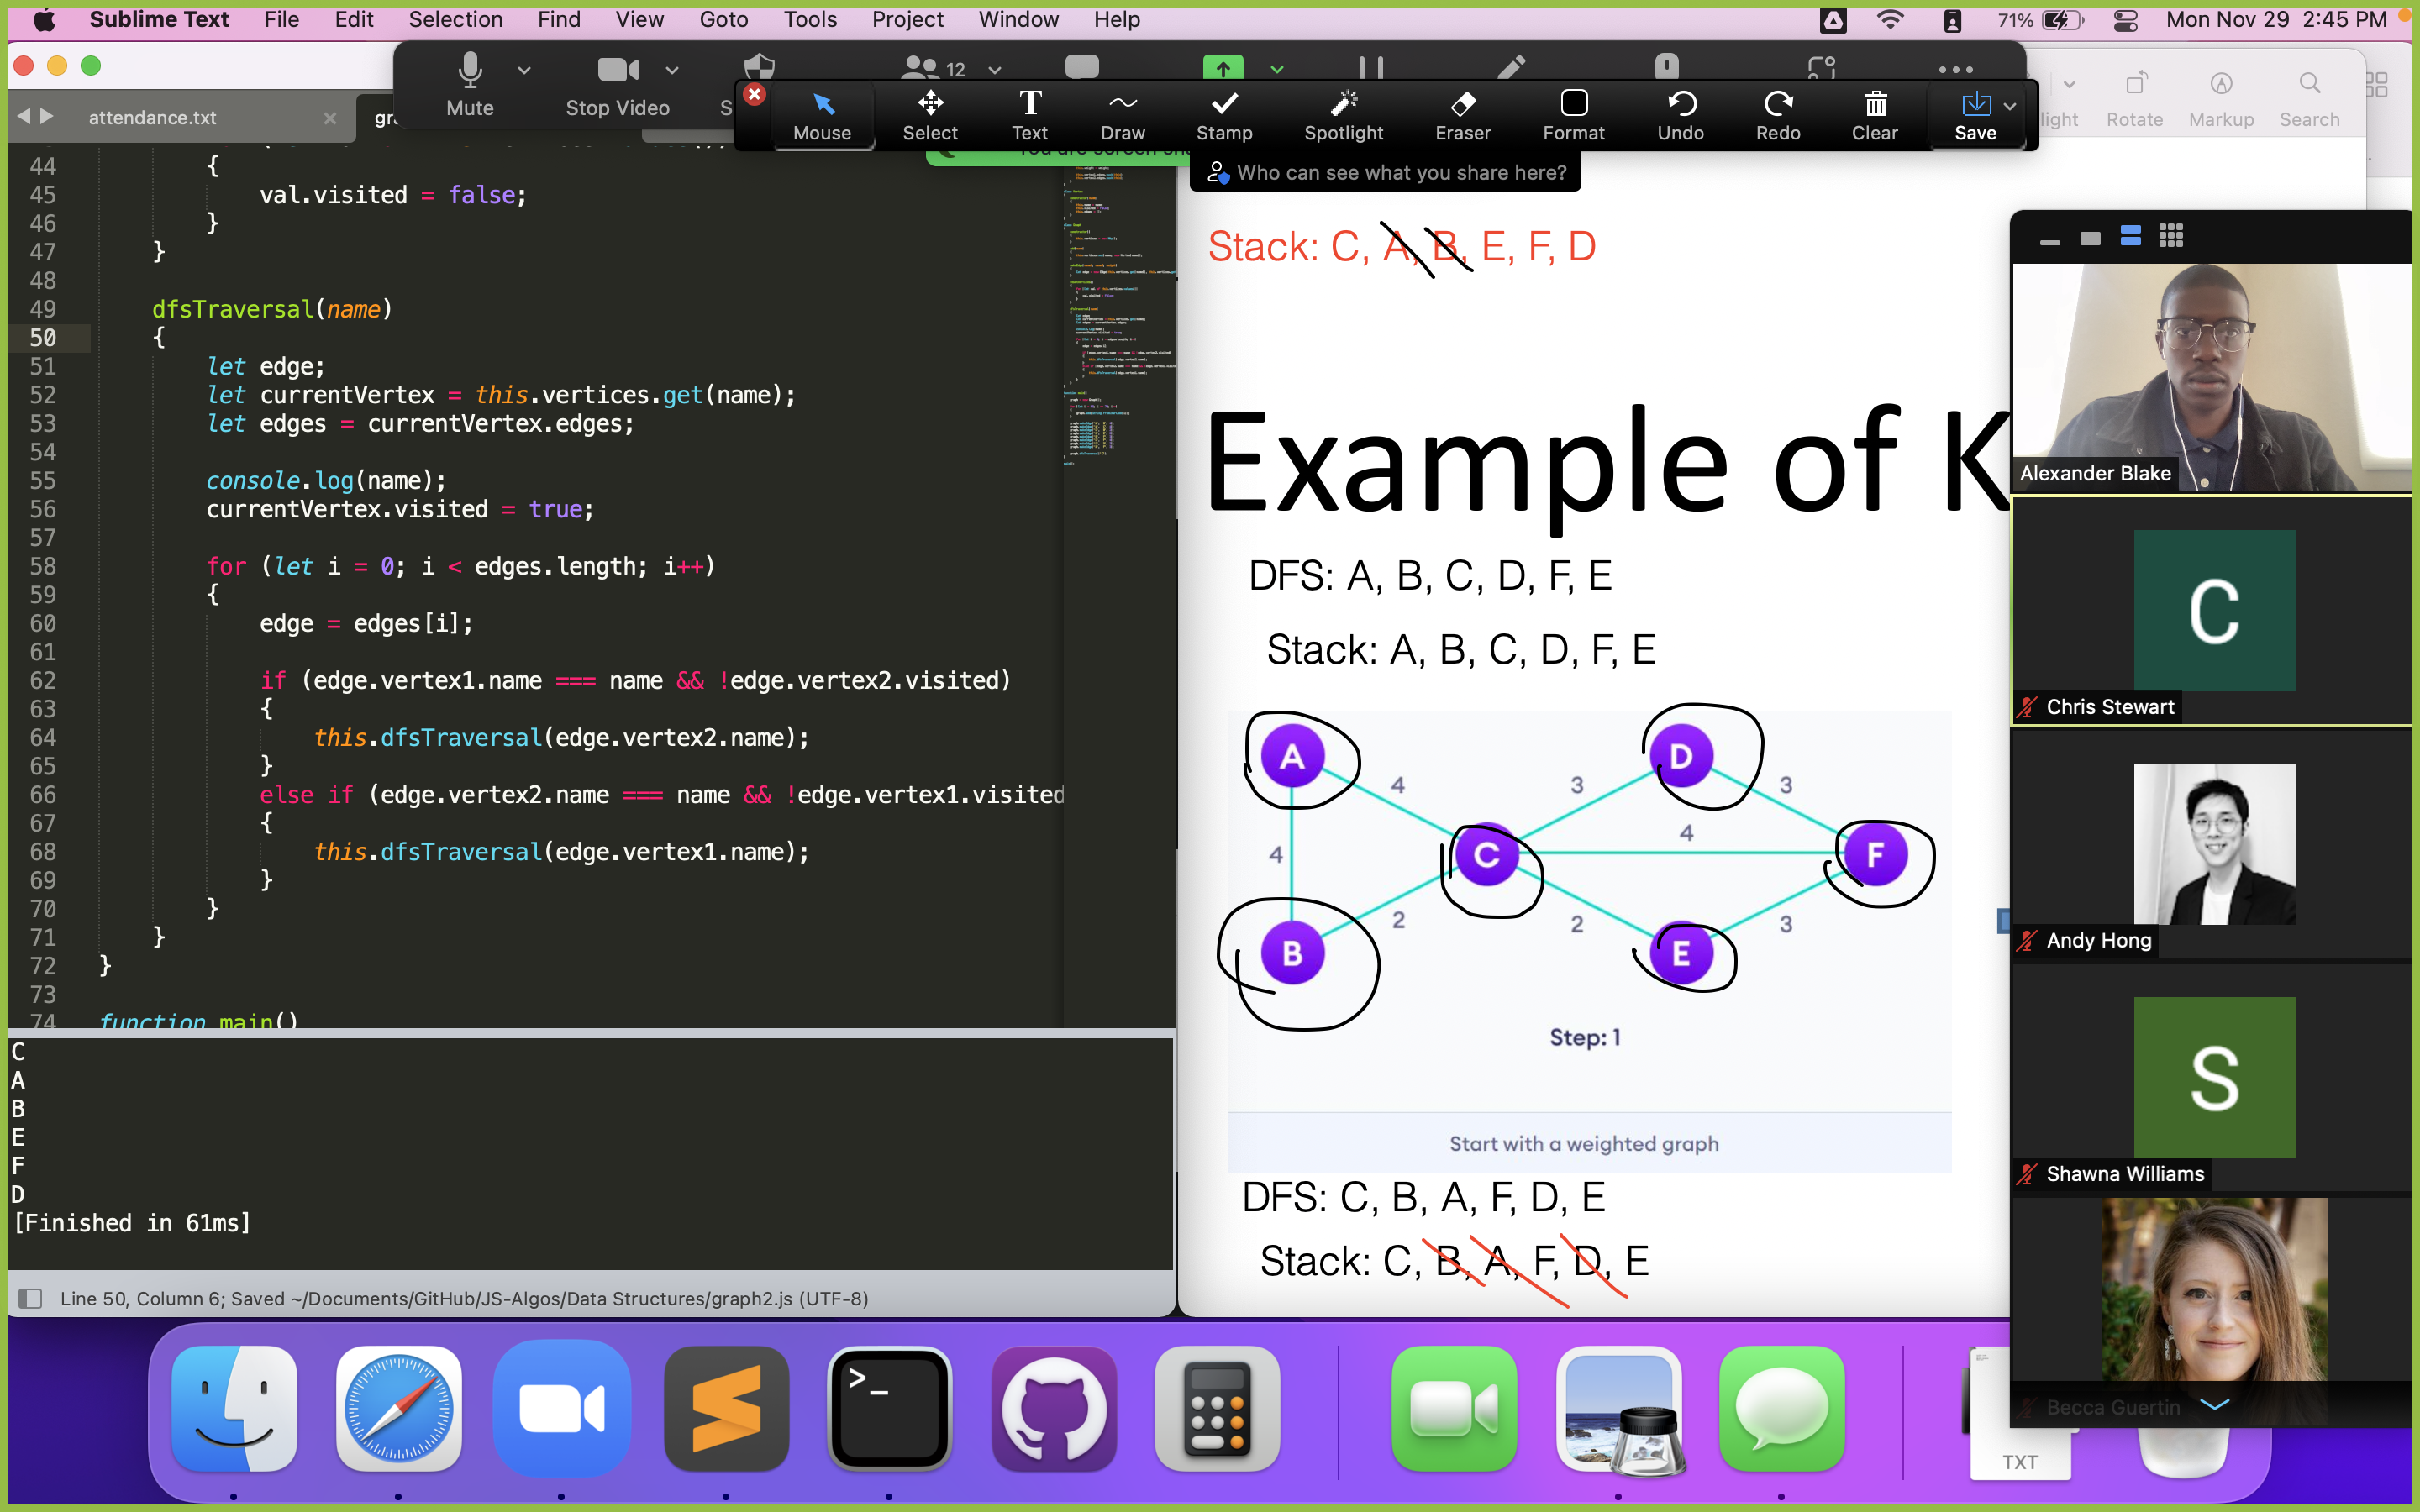 Sublime Text File Edit Selection Find View Goto Tools Project Window Help 71% Mon Nov 29 2:45 PM
Mute Stop Video 12
Mouse Select Text Draw Stamp Spotlight Eraser Format Undo Redo Clear Save
light Rotate Markup Search
attendance.txt
Who can see what you share here?
44 {
45 val.visited = false;
46 }
47 }
48
49 dfsTraversal(name)
50 {
51 let edge;
52 let currentVertex = this.vertices.get(name);
53 let edges = currentVertex.edges;
54
55 console.log(name);
56 currentVertex.visited = true;
57
58 for (let i = 0; i < edges.length; i++)
59 {
60 edge = edges[i];
61
62 if (edge.vertex1.name === name && !edge.vertex2.visited)
63 {
64 this.dfsTraversal(edge.vertex2.name);
65 }
66 else if (edge.vertex2.name === name && !edge.vertex1.visited
67 {
68 this.dfsTraversal(edge.vertex1.name);
69 }
70 }
71 }
72 }
73
74 function main()
C
A
B
E
F
D
[Finished in 61ms]
Line 50, Column 6; Saved ~/Documents/GitHub/JS-Algos/Data Structures/graph2.js (UTF-8)
Stack: C, A, B, E, F, D
Example of K
DFS: A, B, C, D, F, E
Stack: A, B, C, D, F, E
A D
4 3 3
4
4 C F
2 2 3
B E
Step: 1
Start with a weighted graph
DFS: C, B, A, F, D, E
Stack: C, B, A, F, D, E
Alexander Blake
C
Chris Stewart
Andy Hong
S
Shawna Williams
Becca Guertin
>_
TXT